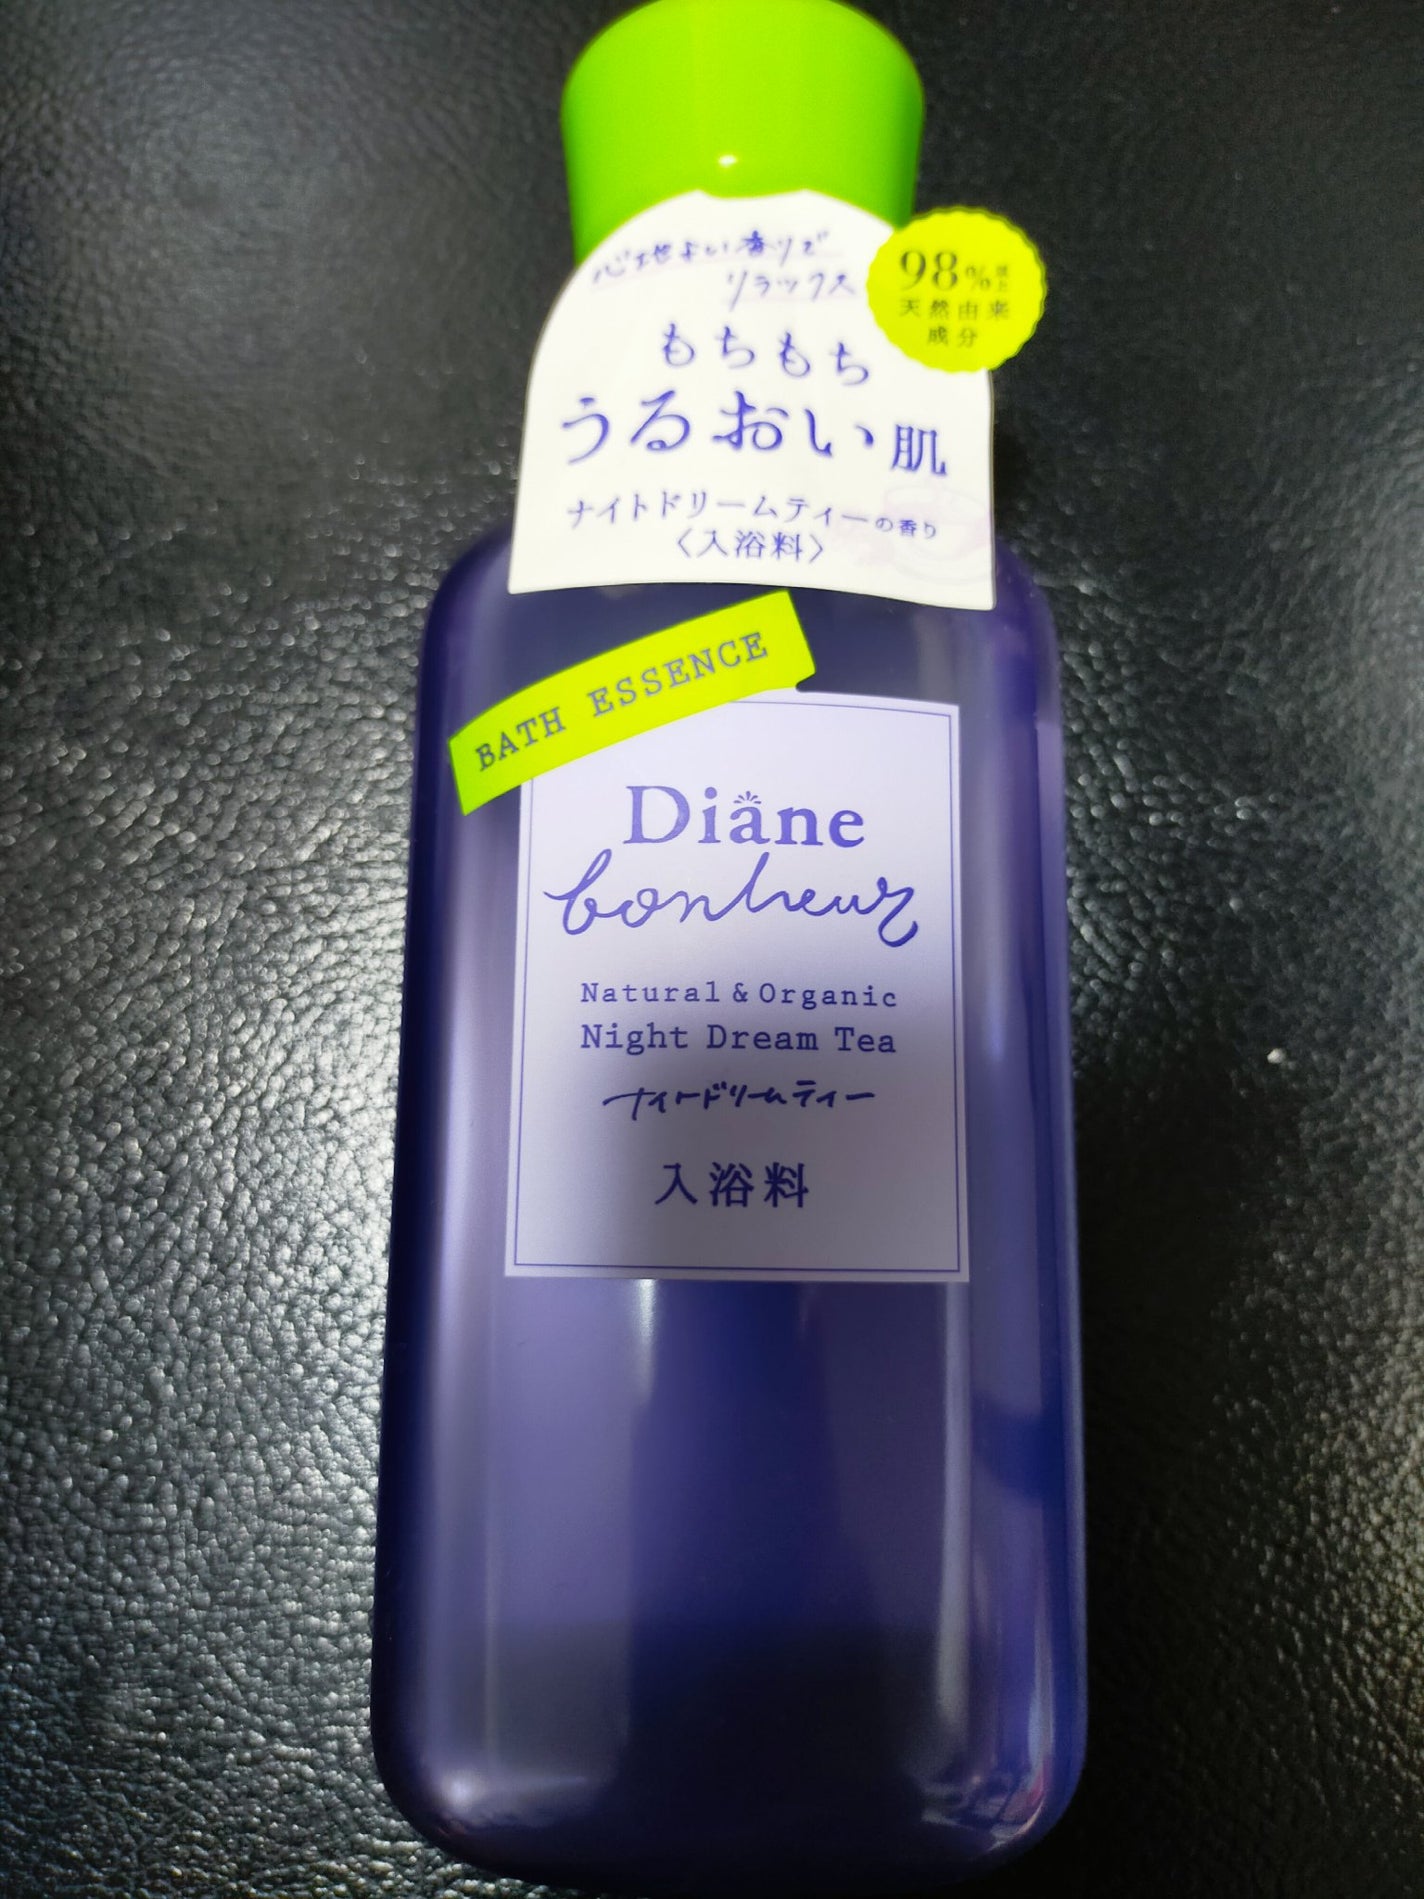 心地よい香りで
リラックス
98%以上
天然由来
成分
もちもち
うるおい肌
ナイトドリームティーの香り
〈入浴料〉
BATH ESSENCE
Diane
bonheur
Natural & Organic
Night Dream Tea
ナイトドリームティー
入浴料